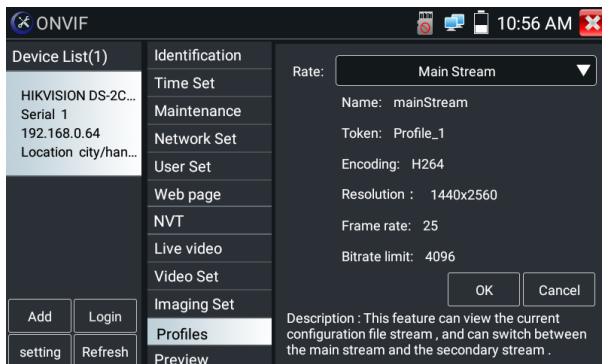 ONVIF
10:56 AM
Device List(1)
HIKVISION DS-2C...
Serial 1
192.168.0.64
Location city/han...
Add
Login
setting
Refresh
Identification
Time Set
Maintenance
Network Set
User Set
Web page
NVT
Live video
Video Set
Imaging Set
Profiles
Preview
Rate: Main Stream
Name: mainStream
Token: Profile_1
Encoding: H264
Resolution : 1440x2560
Frame rate: 25
Bitrate limit: 4096
OK
Cancel
Description : This feature can view the current
configuration file stream , and can switch between
the main stream and the secondary stream .